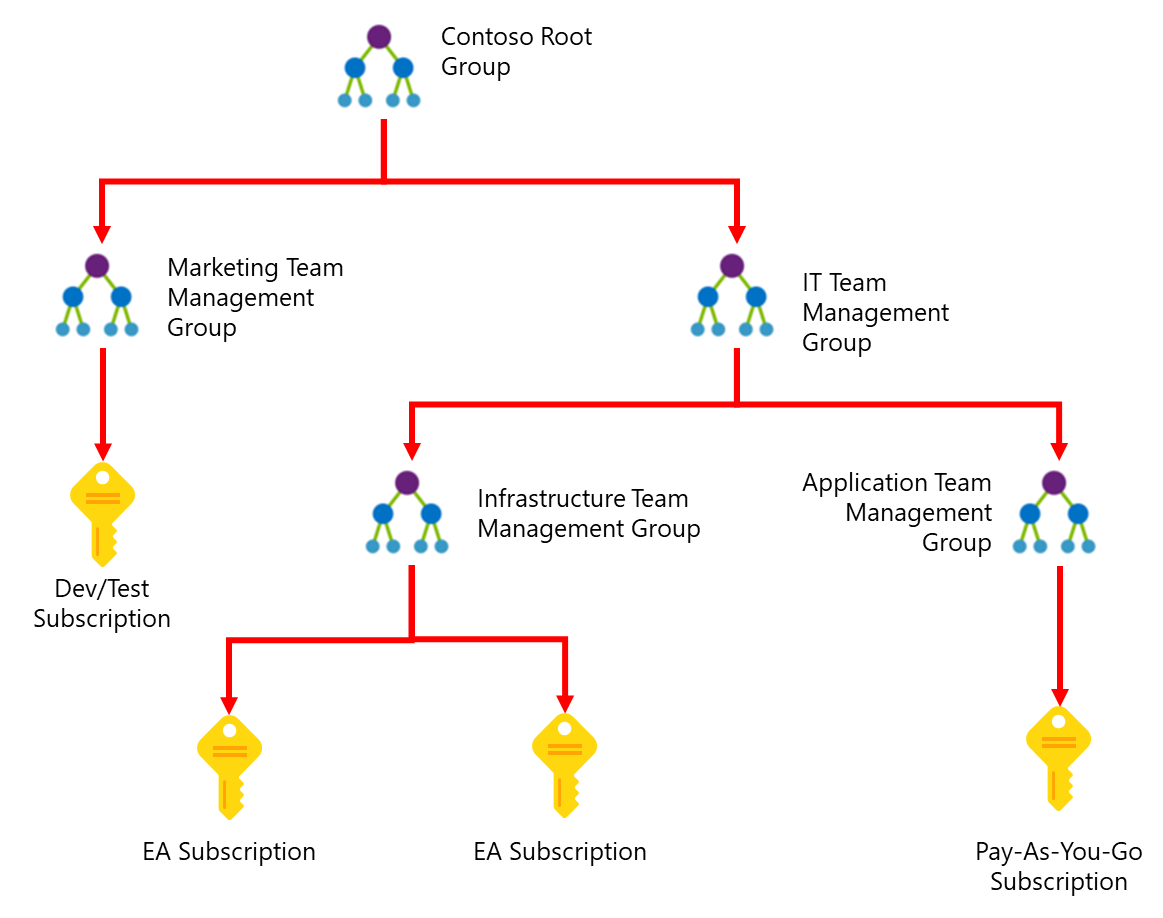 Contoso Root
Group
Marketing Team
Management
Group
IT Team
Management
Group
Infrastructure Team
Management Group
Application Team
Management
Group
Dev/Test
Subscription
EA Subscription
EA Subscription
Pay-As-You-Go
Subscription